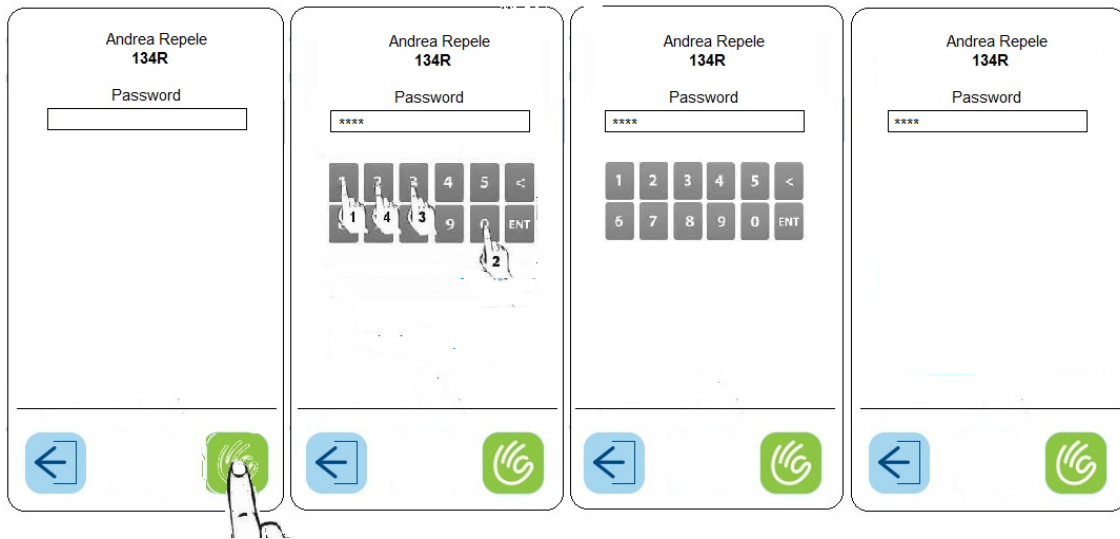 Andrea Repele
134R
Password
Andrea Repele
134R
Password
****
1 2 3 4 5 <
1 4 3 9 0 ENT
2
Andrea Repele
134R
Password
****
1 2 3 4 5 <
6 7 8 9 0 ENT
Andrea Repele
134R
Password
****